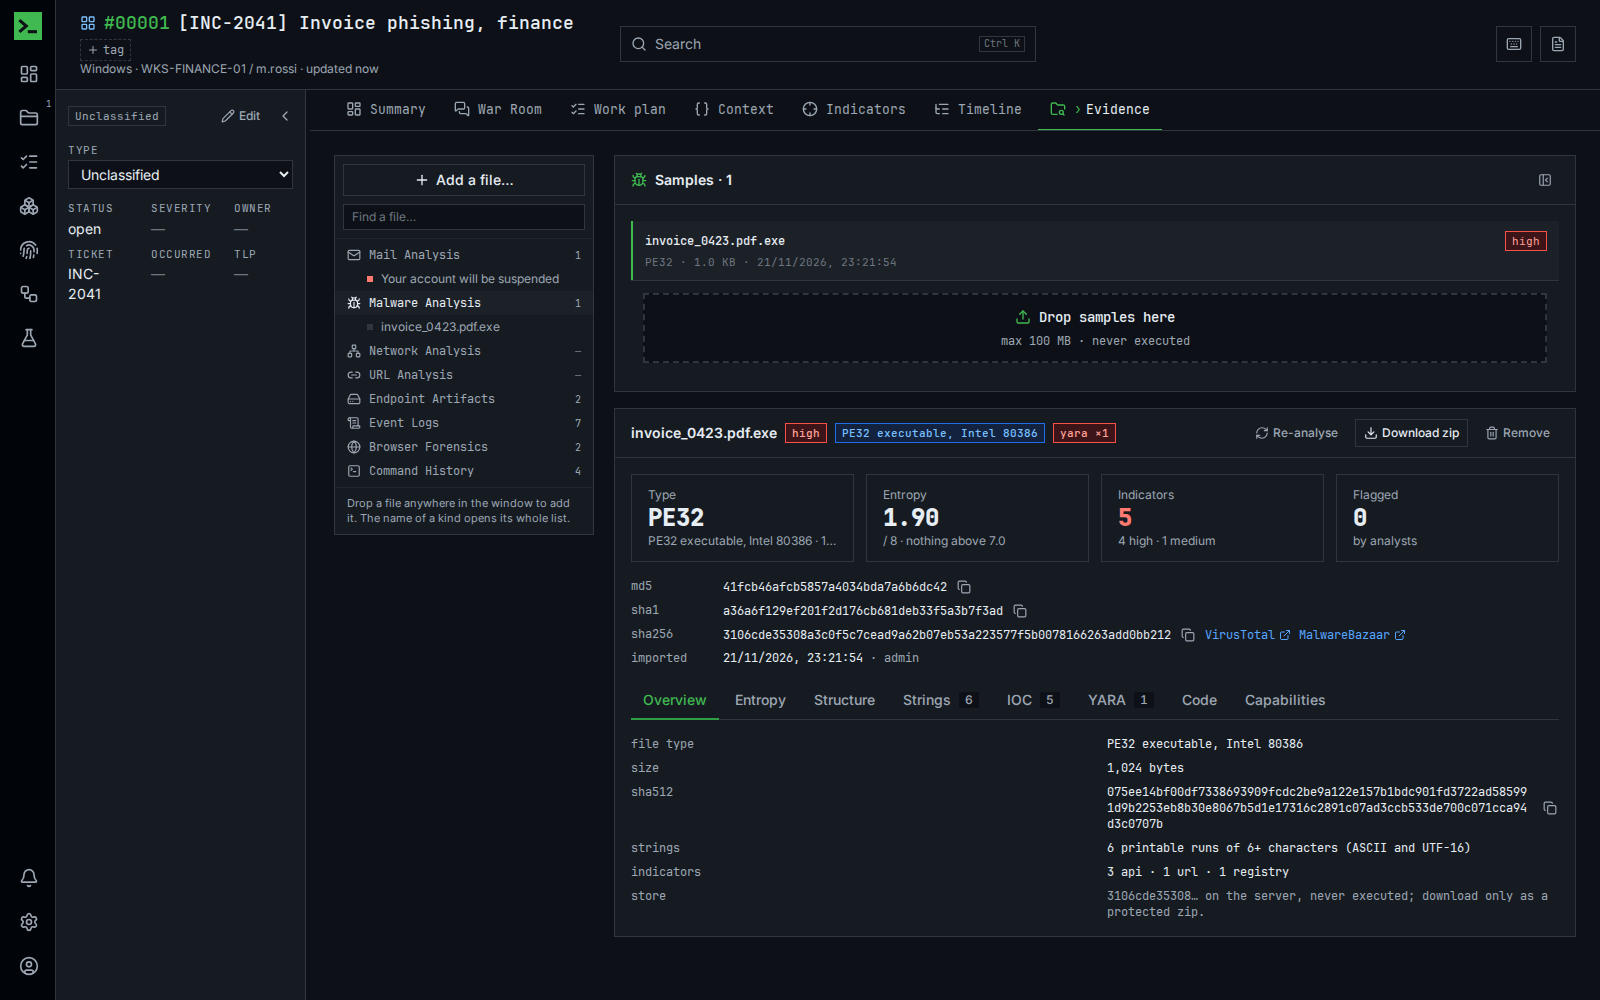 #00001 [INC-2041] Invoice phishing, finance
+ tag
Windows · WKS-FINANCE-01 / m.rossi · updated now
Search
Ctrl K
1
Unclassified
Edit
TYPE
Unclassified
STATUS SEVERITY OWNER
open — —
TICKET OCCURRED TLP
INC-2041 — —
Summary
War Room
Work plan
Context
Indicators
Timeline
› Evidence
+ Add a file...
Find a file...
Mail Analysis 1
Your account will be suspended
Malware Analysis 1
invoice_0423.pdf.exe
Network Analysis –
URL Analysis –
Endpoint Artifacts 2
Event Logs 7
Browser Forensics 2
Command History 4
Drop a file anywhere in the window to add
it. The name of a kind opens its whole list.
Samples · 1
invoice_0423.pdf.exe
high
PE32 · 1.0 KB · 21/11/2026, 23:21:54
Drop samples here
max 100 MB · never executed
invoice_0423.pdf.exe high PE32 executable, Intel 80386 yara ×1
Re-analyse
Download zip
Remove
Type
PE32
PE32 executable, Intel 80386 · 1...
Entropy
1.90
/ 8 · nothing above 7.0
Indicators
5
4 high · 1 medium
Flagged
0
by analysts
md5 41fcb46afcb5857a4034bda7a6b6dc42
sha1 a36a6f129ef201f2d176cb681deb33f5a3b7f3ad
sha256 3106cde35308a3c0f5c7cead9a62b07eb53a223577f5b0078166263add0bb212 VirusTotal MalwareBazaar
imported 21/11/2026, 23:21:54 · admin
Overview
Entropy
Structure
Strings 6
IOC 5
YARA 1
Code
Capabilities
file type PE32 executable, Intel 80386
size 1,024 bytes
sha512 075ee14bf00df7338693909fcdc2be9a122e157b1bdc901fd3722ad58599
1d9b2253eb8b30e8067b5d1e17316c2891c07ad3ccb533de700c071cca94
d3c0707b
strings 6 printable runs of 6+ characters (ASCII and UTF-16)
indicators 3 api · 1 url · 1 registry
store 3106cde35308… on the server, never executed; download only as a
protected zip.